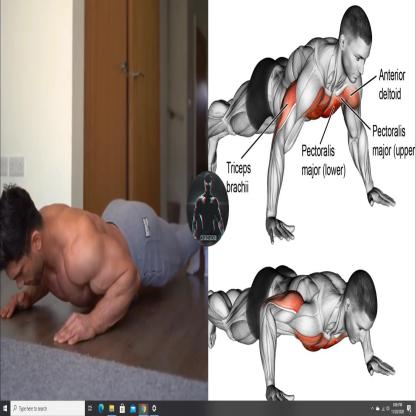 Anterior
deltoid
Pectoralis
major (upper
Pectoralis
major (lower)
Triceps
brachii
Type here to search